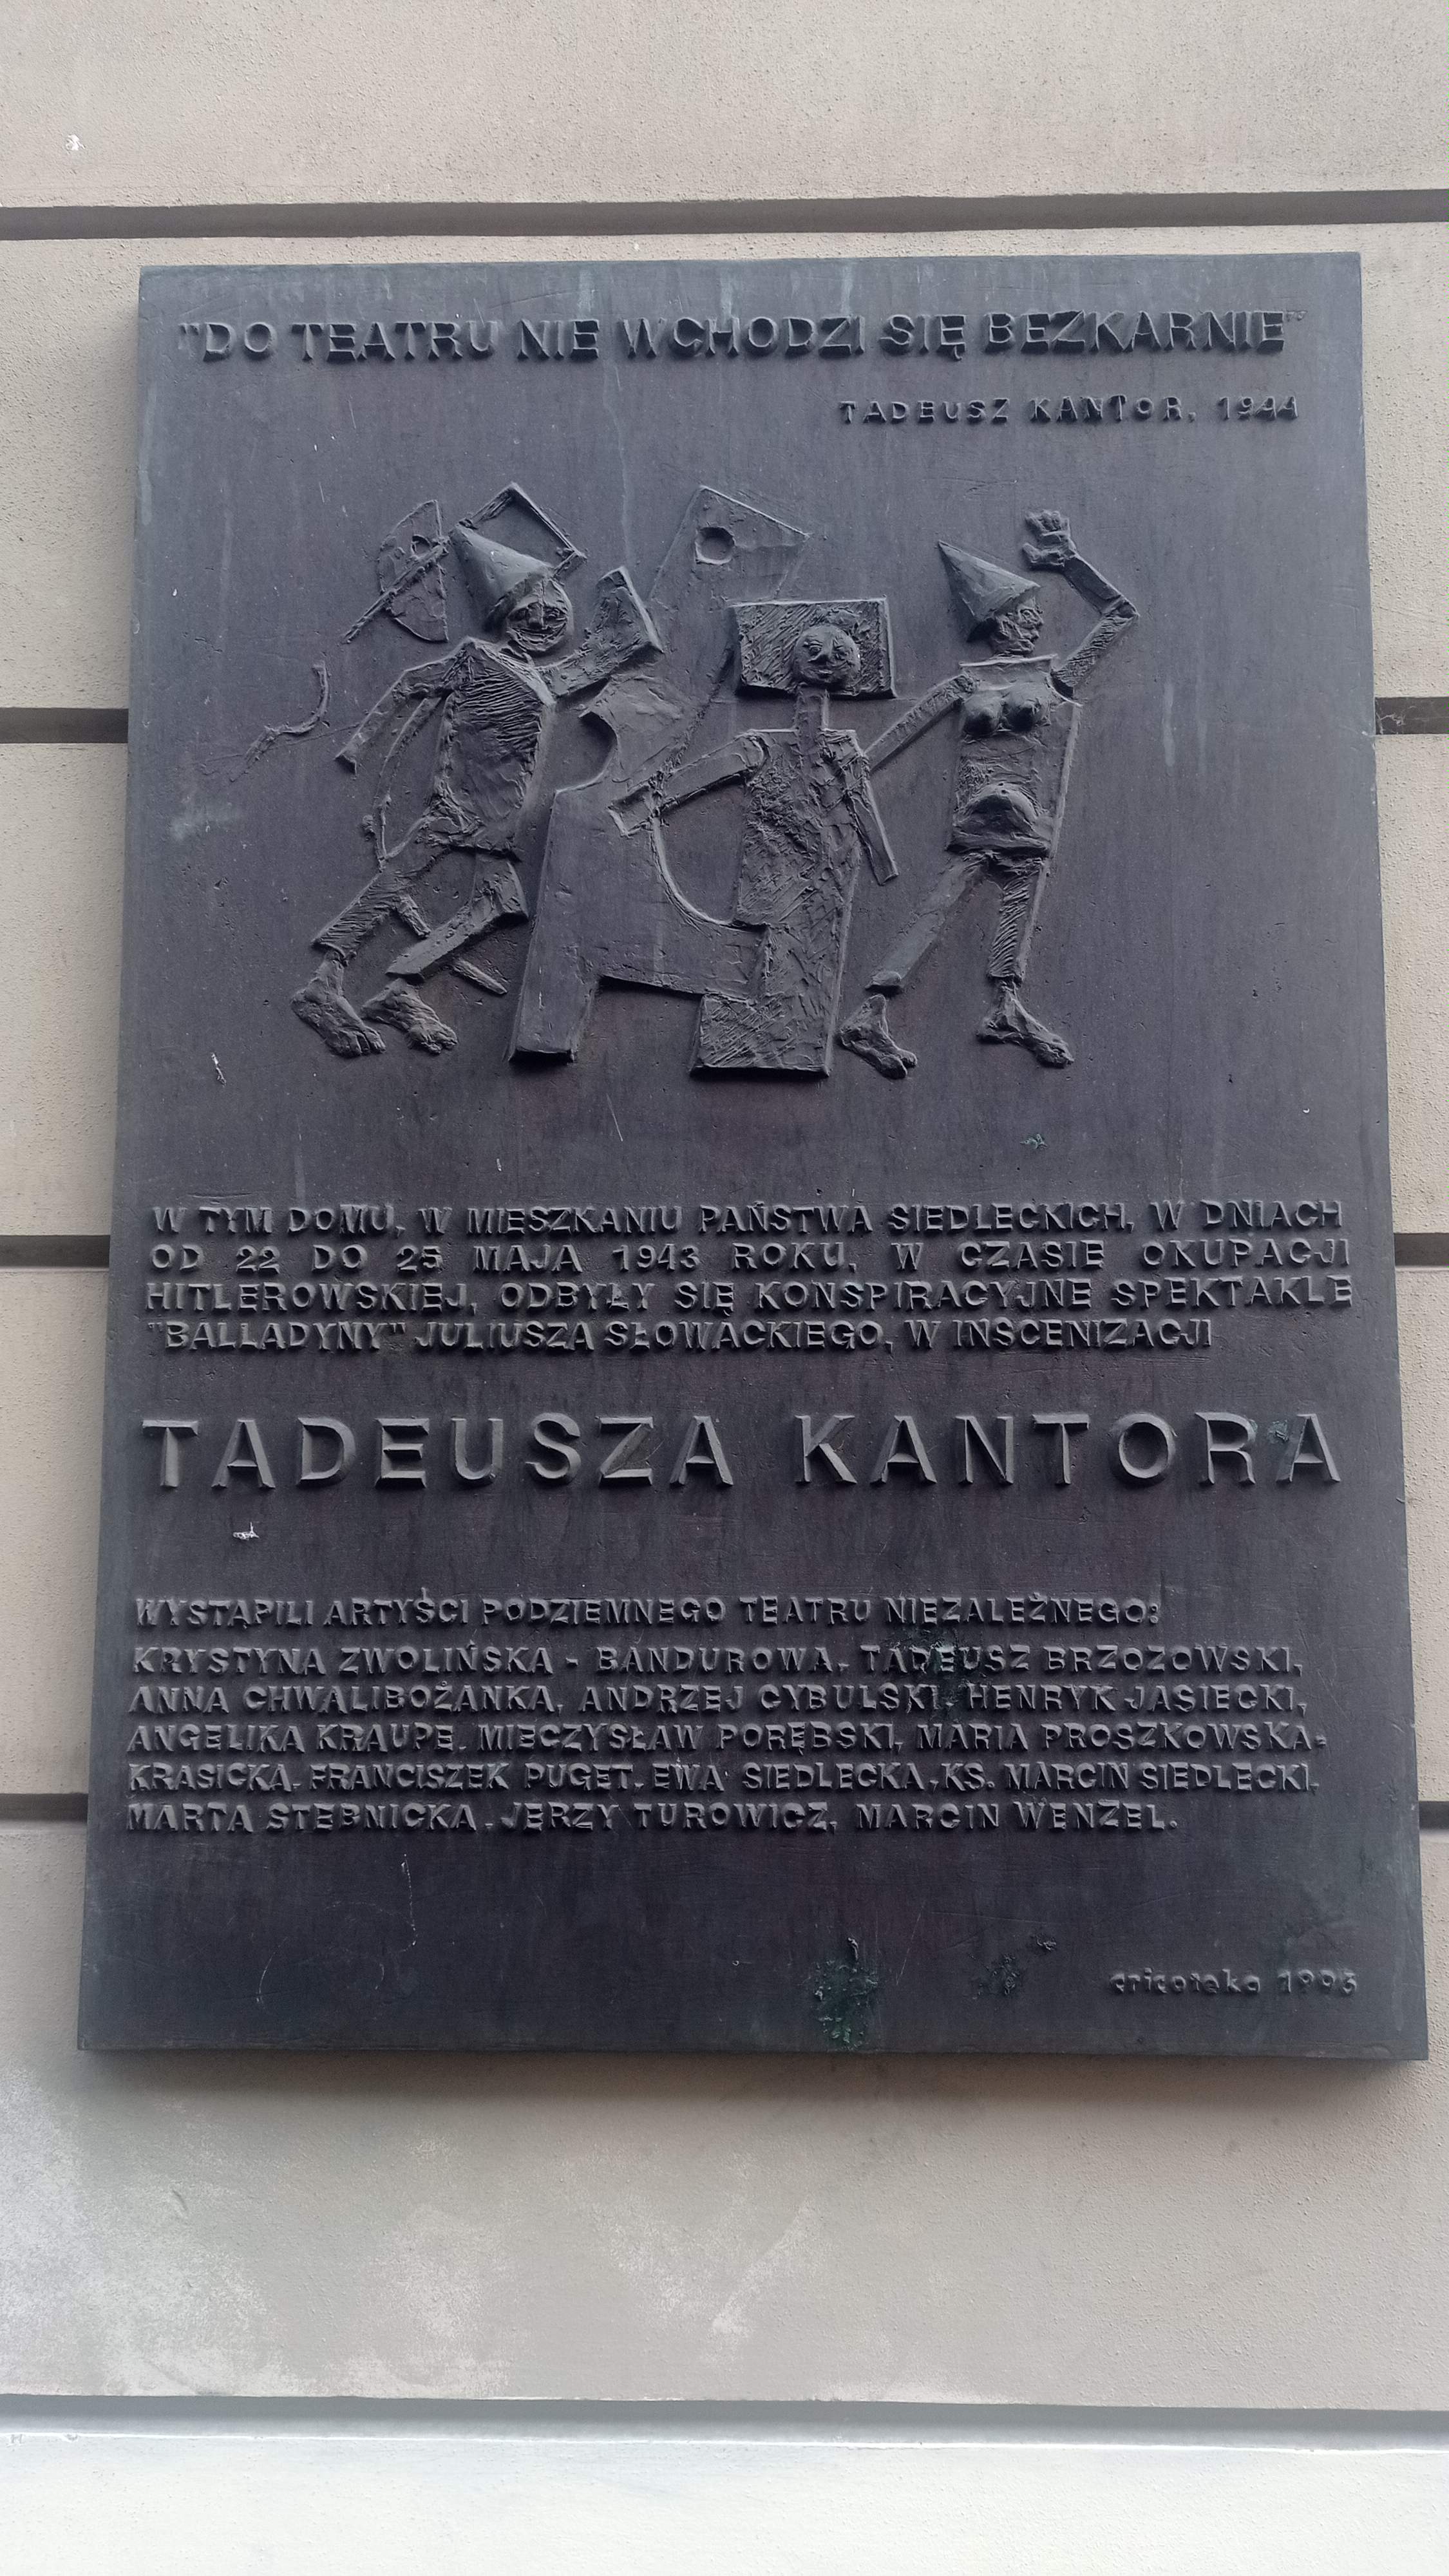 "DO TEATRU NIE WCHODZI SIĘ BEZKARNIE"
TADEUSZ KANTOR, 1944
W TYM DOMU, W MIESZKANIU PAŃSTWA SIEDLECKICH, W DNIACH
OD 22 DO 25 MAJA 1943 ROKU, W CZASIE OKUPACJI
HITLEROWSKIEJ, ODBYŁY SIĘ KONSPIRACYJNE SPEKTAKLE
"BALLADYNY" JULIUSZA SŁOWACKIEGO, W INSCENIZACJI
TADEUSZA KANTORA
WYSTĄPILI ARTYŚCI PODZIEMNEGO TEATRU NIEZALEŻNEGO:
KRYSTYNA ZWOLIŃSKA - BANDUROWA, TADEUSZ BRZOZOWSKI,
ANNA CHWALIBOŻANKA, ANDRZEJ CYBULSKI, HENRYK JASIECKI,
ANGELIKA KRAUPE, MIECZYSŁAW PORĘBSKI, MARIA PROSZKOWSKA-
KRASICKA, FRANCISZEK PUGET, EWA SIEDLECKA, KS. MARCIN SIEDLECKI,
MARTA STEBNICKA, JERZY TUROWICZ, MARCIN WENZEL.
cricoteka 1995